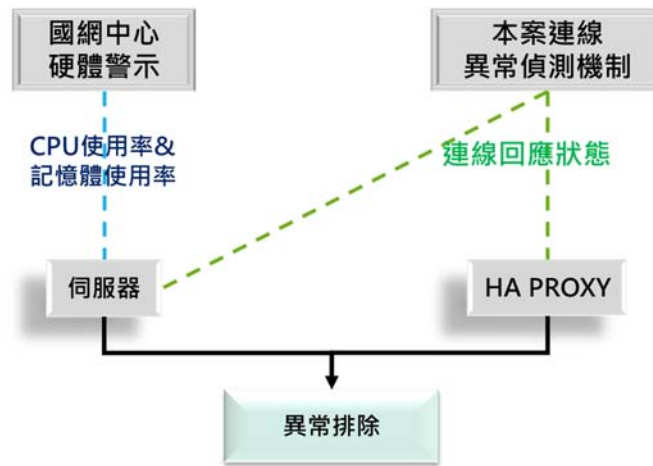 國網中心
硬體警示
本案連線
異常偵測機制
CPU使用率&
記憶體使用率
連線回應狀態
伺服器
HA PROXY
異常排除